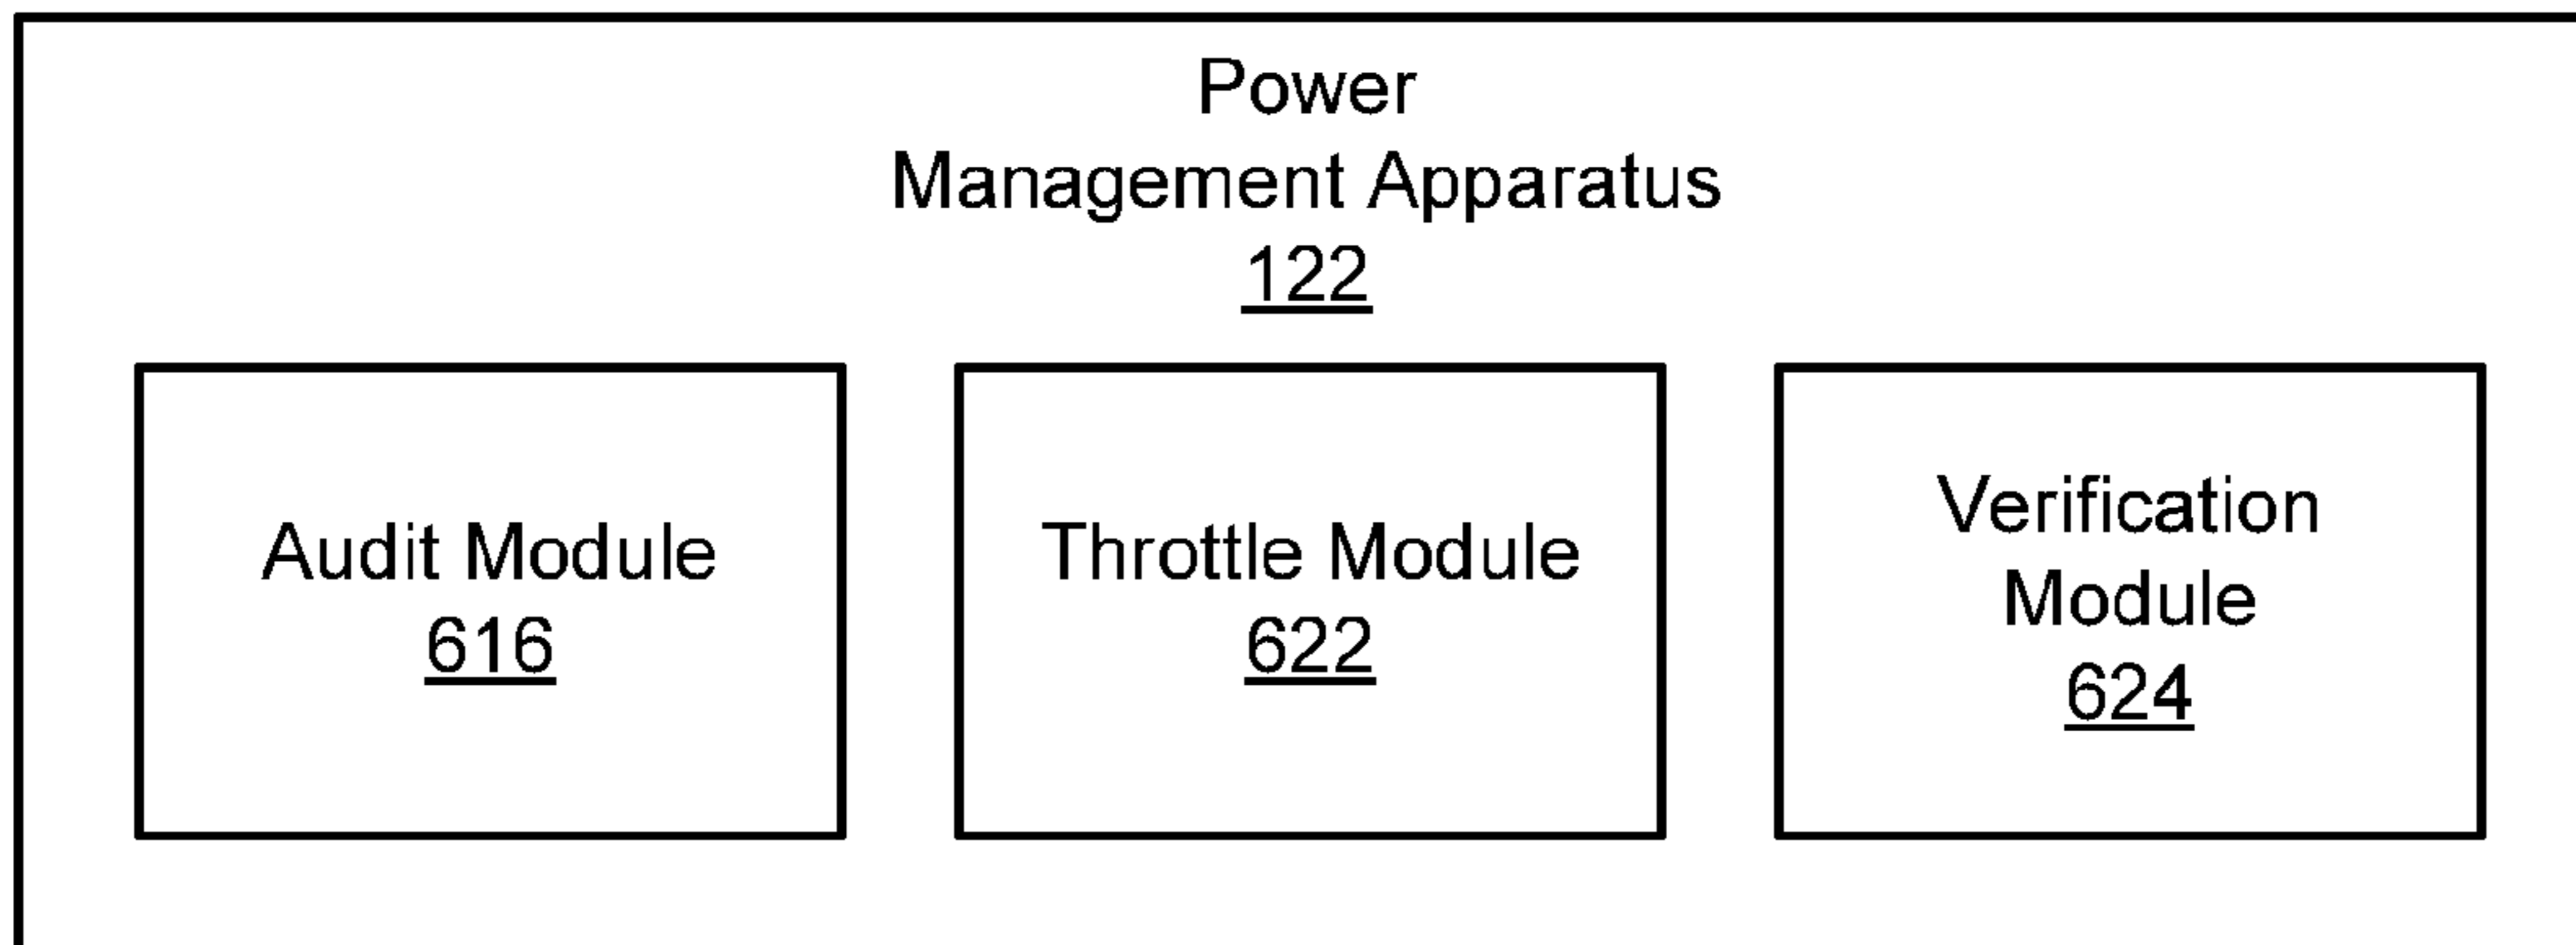 Power
Management Apparatus
122
Audit Module
616
Throttle Module
622
Verification
Module
624